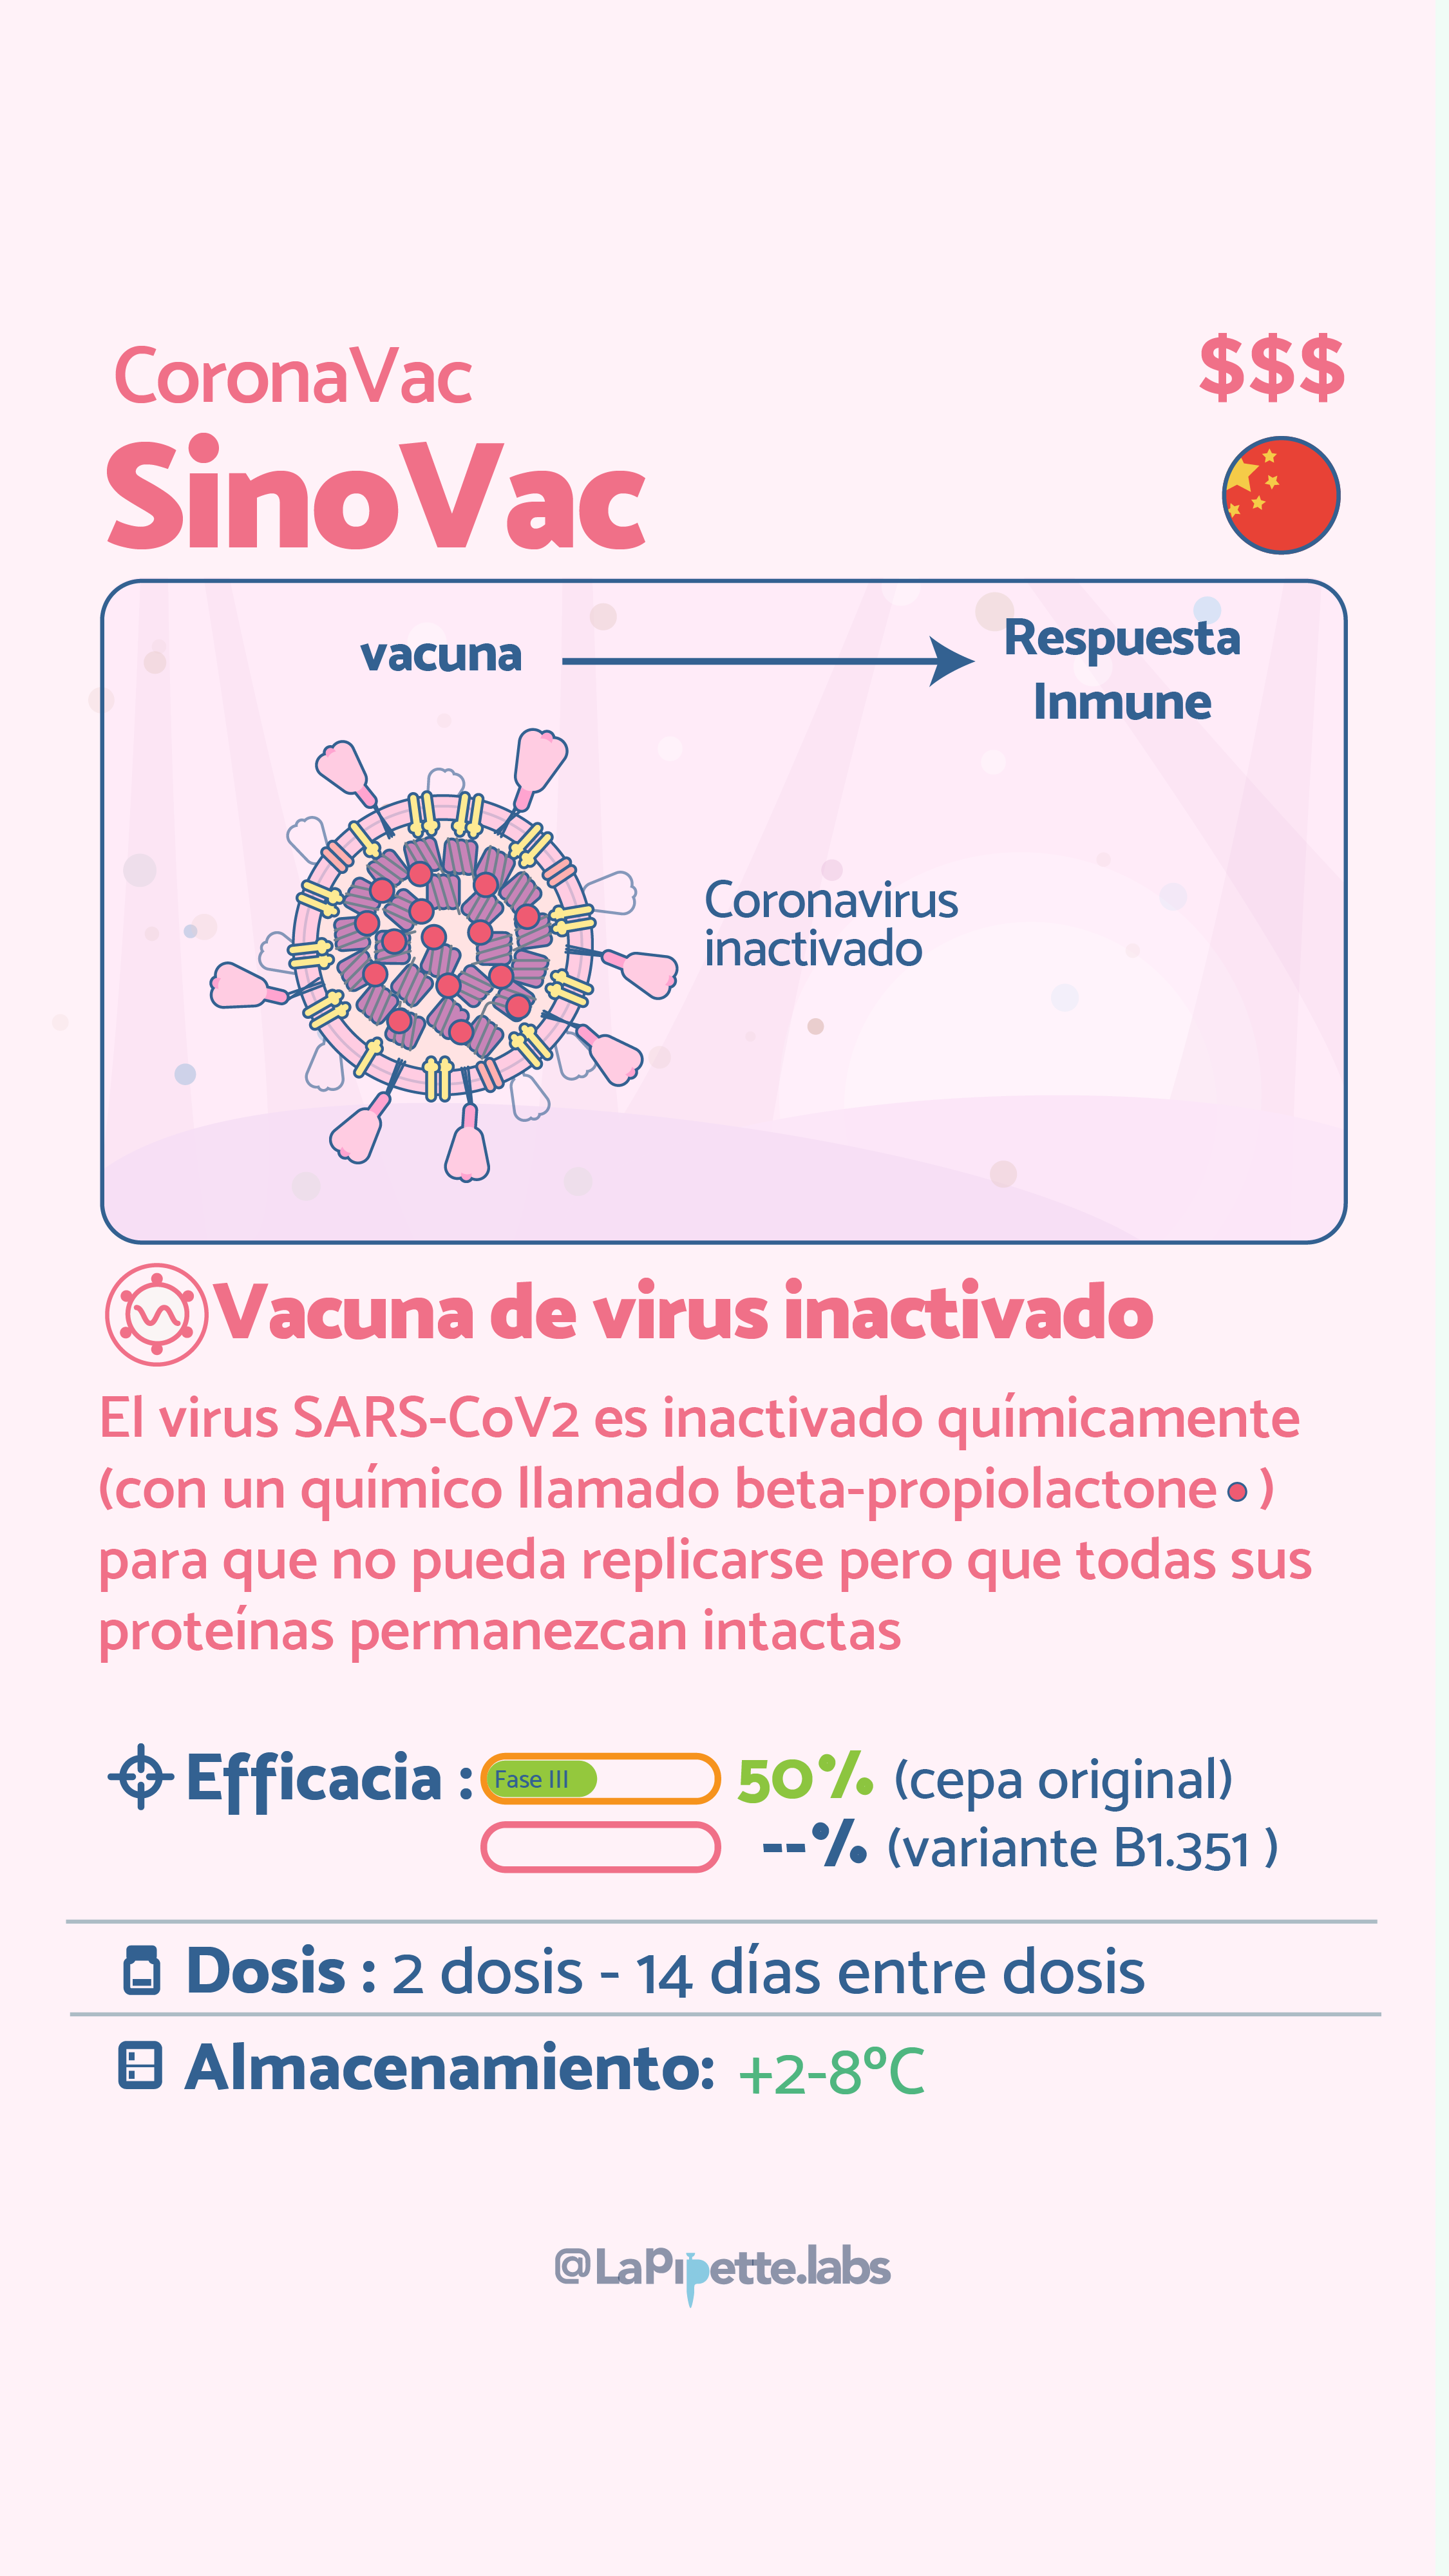 CoronaVac
$$$
SinoVac
vacuna
Respuesta
Inmune
Coronavirus
inactivado
Vacuna de virus inactivado
El virus SARS-CoV2 es inactivado químicamente
(con un químico llamado beta-propiolactone )
para que no pueda replicarse pero que todas sus
proteínas permanezcan intactas
Efficacia : Fase III 50% (cepa original)
--% (variante B1.351 )
Dosis : 2 dosis - 14 días entre dosis
Almacenamiento: +2-8ºC
@LaPipette.labs